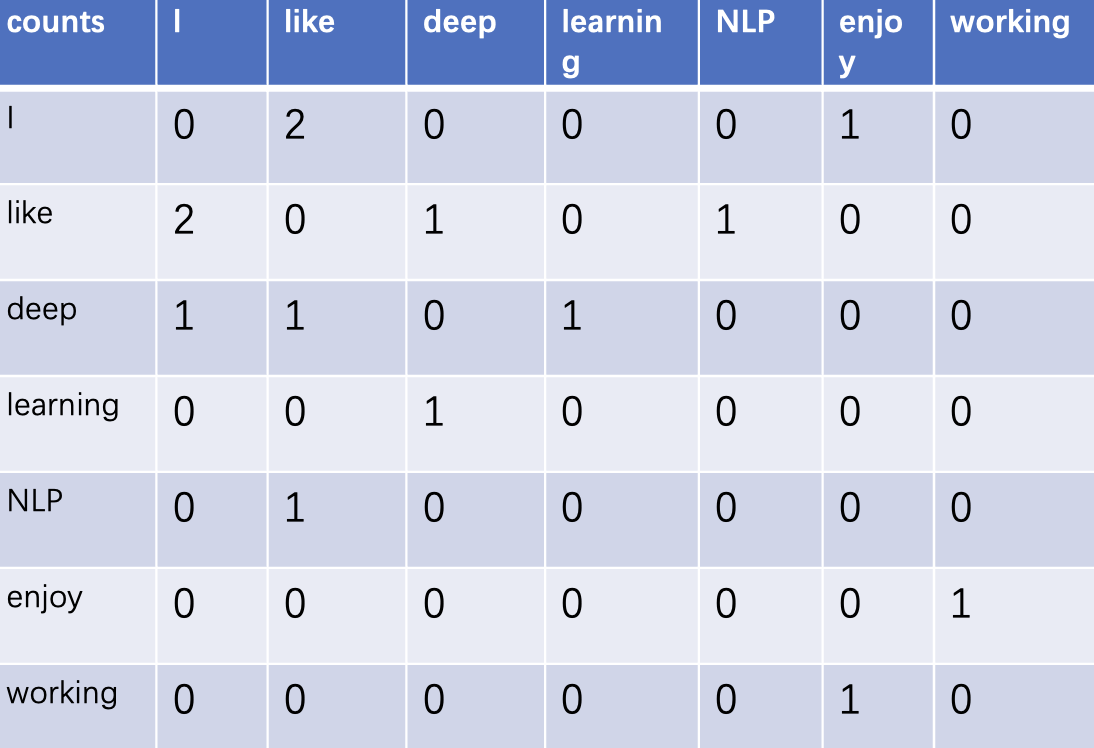 counts I like deep learnin NLP enjo working
g y
I 0 2 0 0 0 1 0
like 2 0 1 0 1 0 0
deep 1 1 0 1 0 0 0
learning 0 0 1 0 0 0 0
NLP 0 1 0 0 0 0 0
enjoy 0 0 0 0 0 0 1
working 0 0 0 0 0 1 0